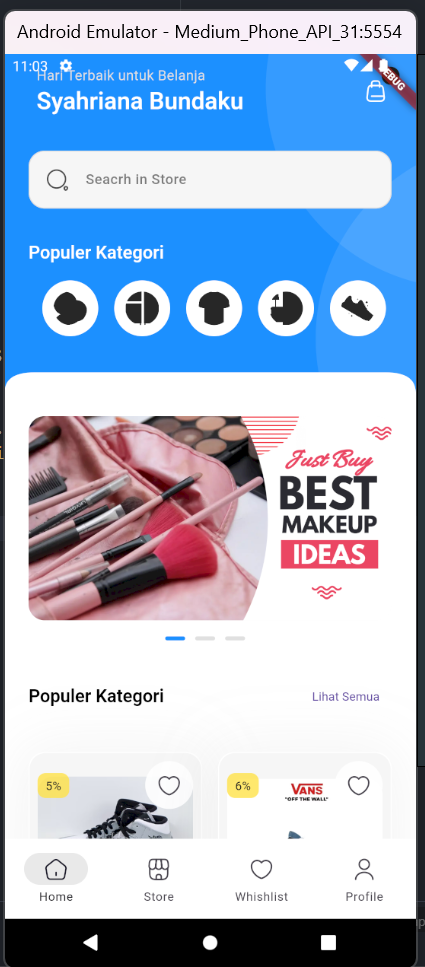 Android Emulator - Medium_Phone_API_31:5554
11:03
DEBUG
Hari Terbaik untuk Belanja
Syahriana Bundaku
Seacrh in Store
Populer Kategori
Just Buy
BEST
MAKEUP
IDEAS
Populer Kategori
Lihat Semua
5%
6%
VANS
"OFF THE WALL"
Home
Store
Whishlist
Profile